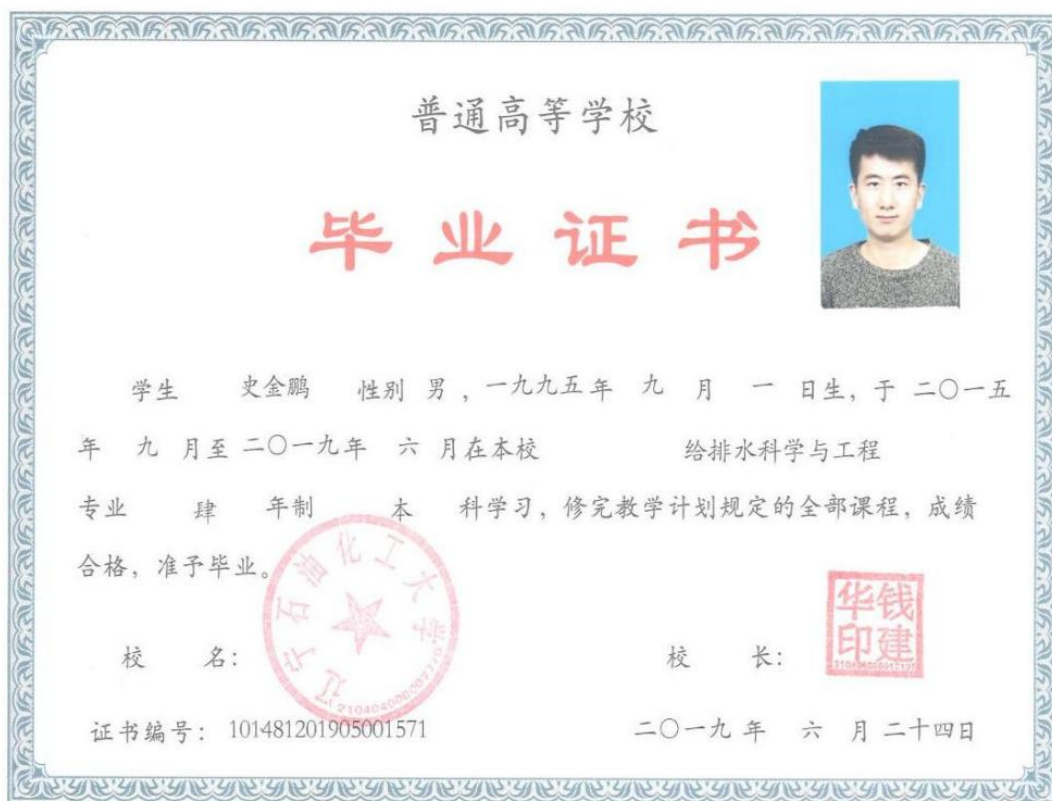 普通高等学校
毕业证书
学生 史金鹏 性别 男，一九九五年 九 月 一 日生，于 二〇一五
年 九 月至 二〇一九年 六 月在本校 给排水科学与工程
专业 肆 年制 本 科学习，修完教学计划规定的全部课程，成绩
合格，准予毕业。
辽宁石油化工大学
校 名：
校 长：
钱建华印
证书编号：101481201905001571
二〇一九年 六 月二十四日